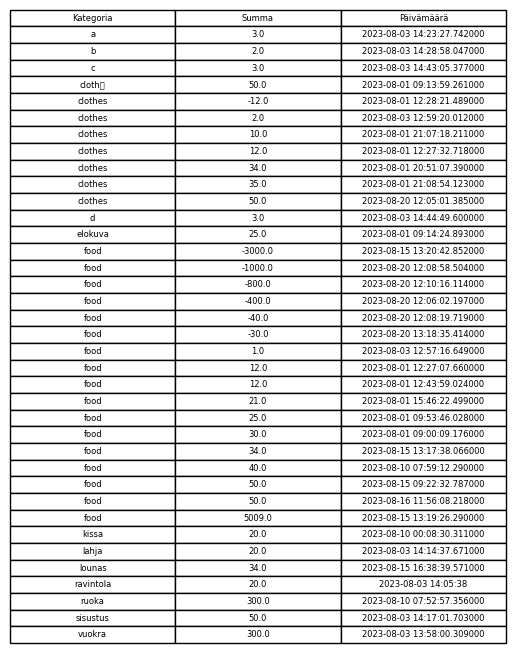 Kategoria Summa Päivämäärä
a 3.0 2023-08-03 14:23:27.742000
b 2.0 2023-08-03 14:28:58.047000
c 3.0 2023-08-03 14:43:05.377000
cloth 50.0 2023-08-01 09:13:59.261000
clothes -12.0 2023-08-01 12:28:21.489000
clothes 2.0 2023-08-03 12:59:20.012000
clothes 10.0 2023-08-01 21:07:18.211000
clothes 12.0 2023-08-01 12:27:32.718000
clothes 34.0 2023-08-01 20:51:07.390000
clothes 35.0 2023-08-01 21:08:54.123000
clothes 50.0 2023-08-20 12:05:01.385000
d 3.0 2023-08-03 14:44:49.600000
elokuva 25.0 2023-08-01 09:14:24.893000
food -3000.0 2023-08-15 13:20:42.852000
food -1000.0 2023-08-20 12:08:58.504000
food -800.0 2023-08-20 12:10:16.114000
food -400.0 2023-08-20 12:06:02.197000
food -40.0 2023-08-20 12:08:19.719000
food -30.0 2023-08-20 13:18:35.414000
food 1.0 2023-08-03 12:57:16.649000
food 12.0 2023-08-01 12:27:07.660000
food 12.0 2023-08-01 12:43:59.024000
food 21.0 2023-08-01 15:46:22.499000
food 25.0 2023-08-01 09:53:46.028000
food 30.0 2023-08-01 09:00:09.176000
food 34.0 2023-08-15 13:17:38.066000
food 40.0 2023-08-10 07:59:12.290000
food 50.0 2023-08-15 09:22:32.787000
food 50.0 2023-08-16 11:56:08.218000
food 5009.0 2023-08-15 13:19:26.290000
kissa 20.0 2023-08-10 00:08:30.311000
lahja 20.0 2023-08-03 14:14:37.671000
lounas 34.0 2023-08-15 16:38:39.571000
ravintola 20.0 2023-08-03 14:05:38
ruoka 300.0 2023-08-10 07:52:57.356000
sisustus 50.0 2023-08-03 14:17:01.703000
vuokra 300.0 2023-08-03 13:58:00.309000